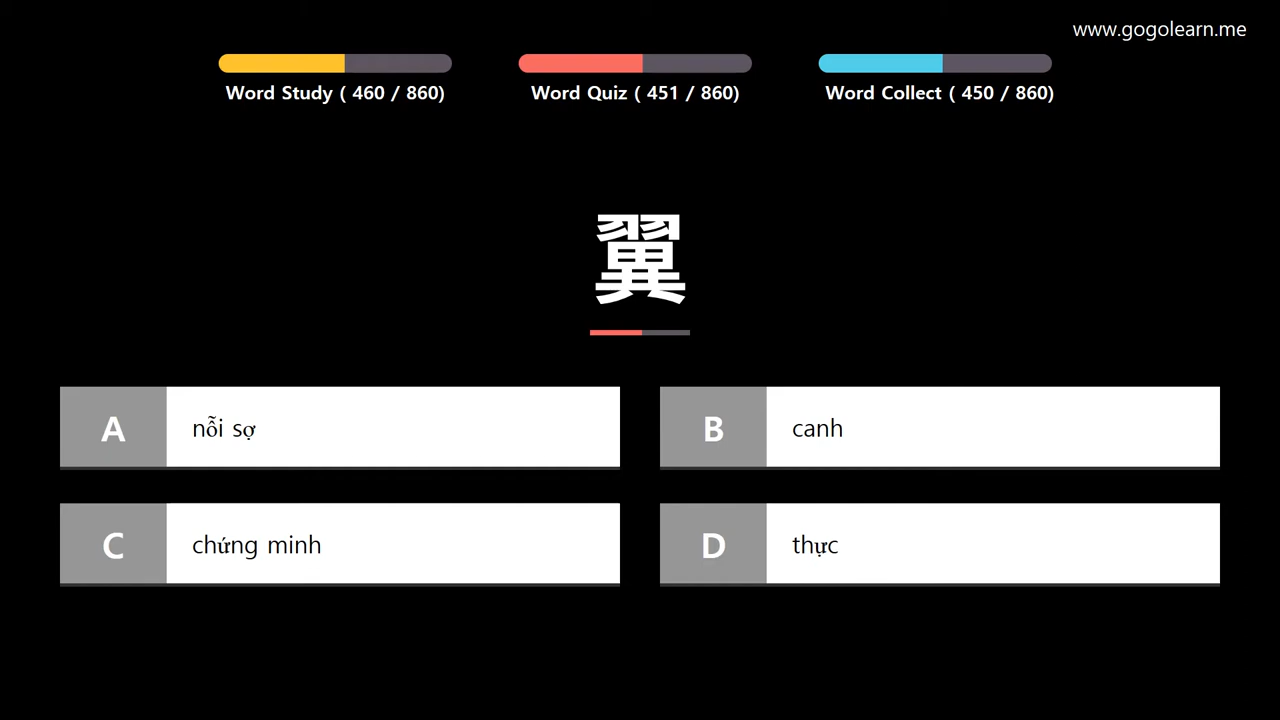 www.gogolearn.me
Word Study ( 460 / 860)
Word Quiz ( 451 / 860)
Word Collect ( 450 / 860)
翼
A nỗi sợ
B canh
C chứng minh
D thực